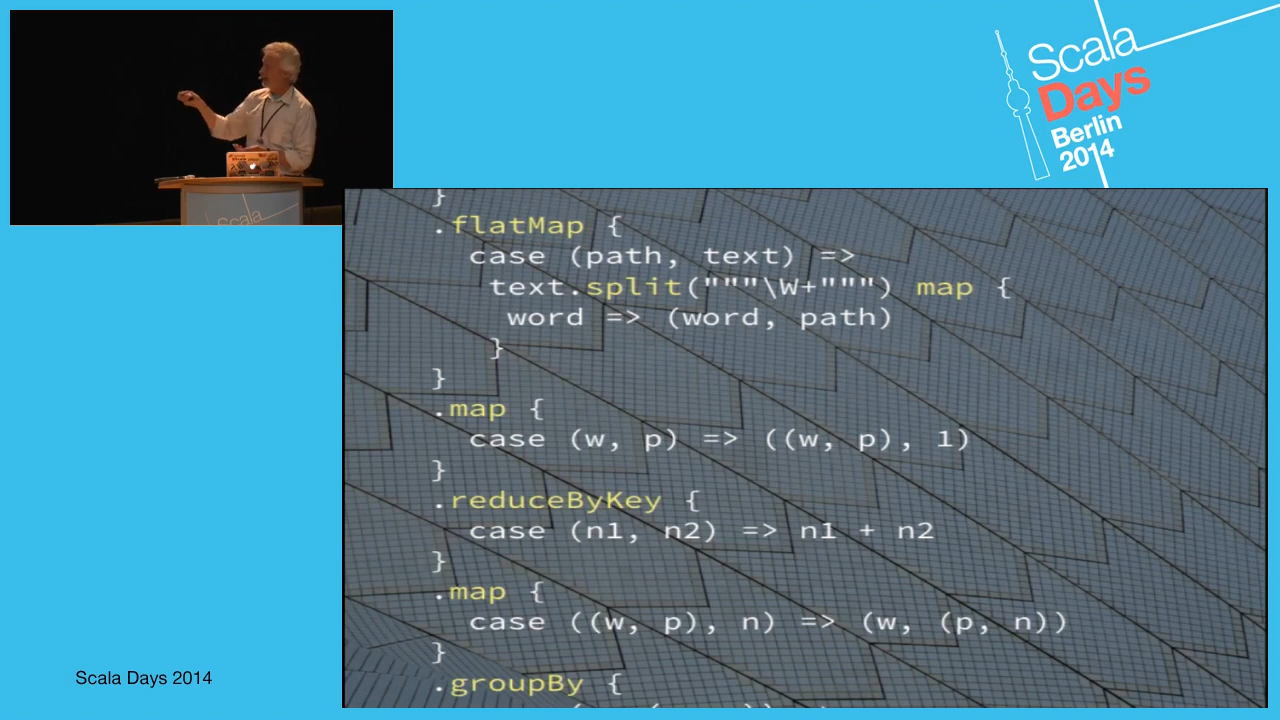 Scala
Days
Berlin
2014
}
.flatMap {
case (path, text) =>
text.split("""\W+""") map {
word => (word, path)
}
}
.map {
case (w, p) => ((w, p), 1)
}
.reduceByKey {
case (n1, n2) => n1 + n2
}
.map {
case ((w, p), n) => (w, (p, n))
}
.groupBy {
Scala
Scala Days 2014